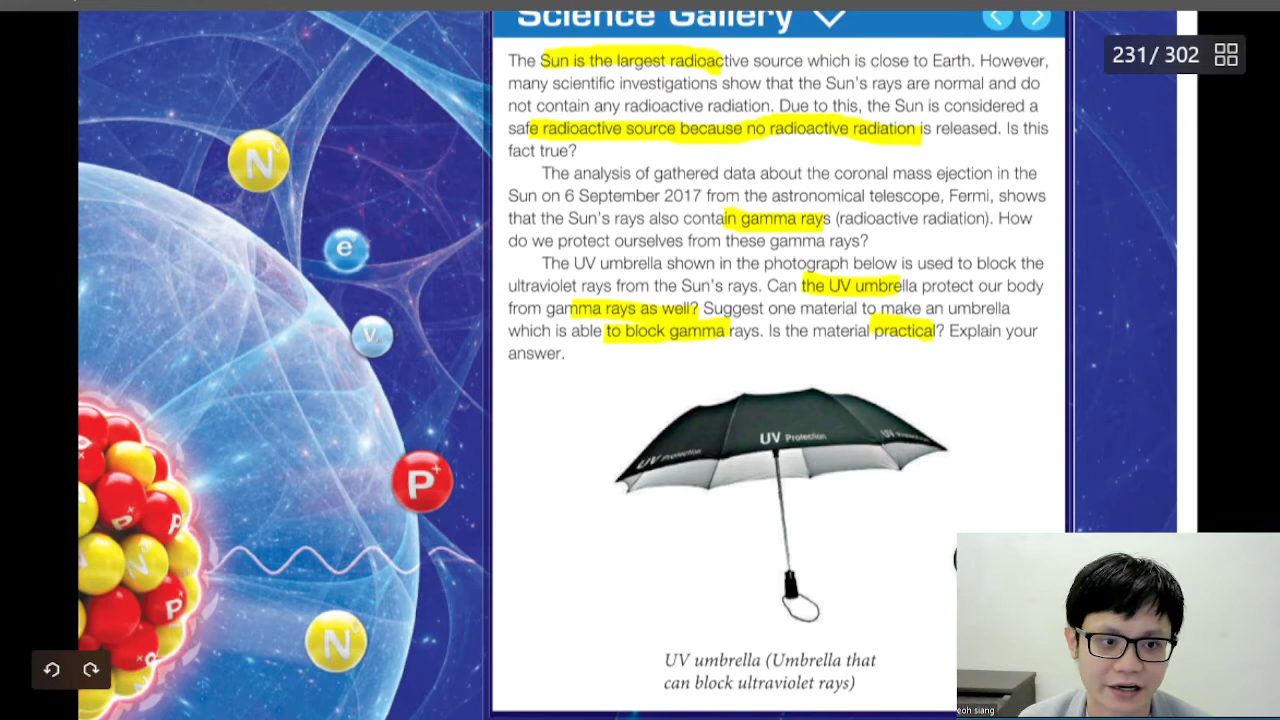 Science Gallery
231/ 302
The Sun is the largest radioactive source which is close to Earth. However,
many scientific investigations show that the Sun's rays are normal and do
not contain any radioactive radiation. Due to this, the Sun is considered a
safe radioactive source because no radioactive radiation is released. Is this
fact true?
The analysis of gathered data about the coronal mass ejection in the
Sun on 6 September 2017 from the astronomical telescope, Fermi, shows
that the Sun's rays also contain gamma rays (radioactive radiation). How
do we protect ourselves from these gamma rays?
The UV umbrella shown in the photograph below is used to block the
ultraviolet rays from the Sun's rays. Can the UV umbrella protect our body
from gamma rays as well? Suggest one material to make an umbrella
which is able to block gamma rays. Is the material practical? Explain your
answer.
N
e
v
P+
N
P
P
UV Protection
UV Protection
UV Protection
UV umbrella (Umbrella that
can block ultraviolet rays)
eoh siang